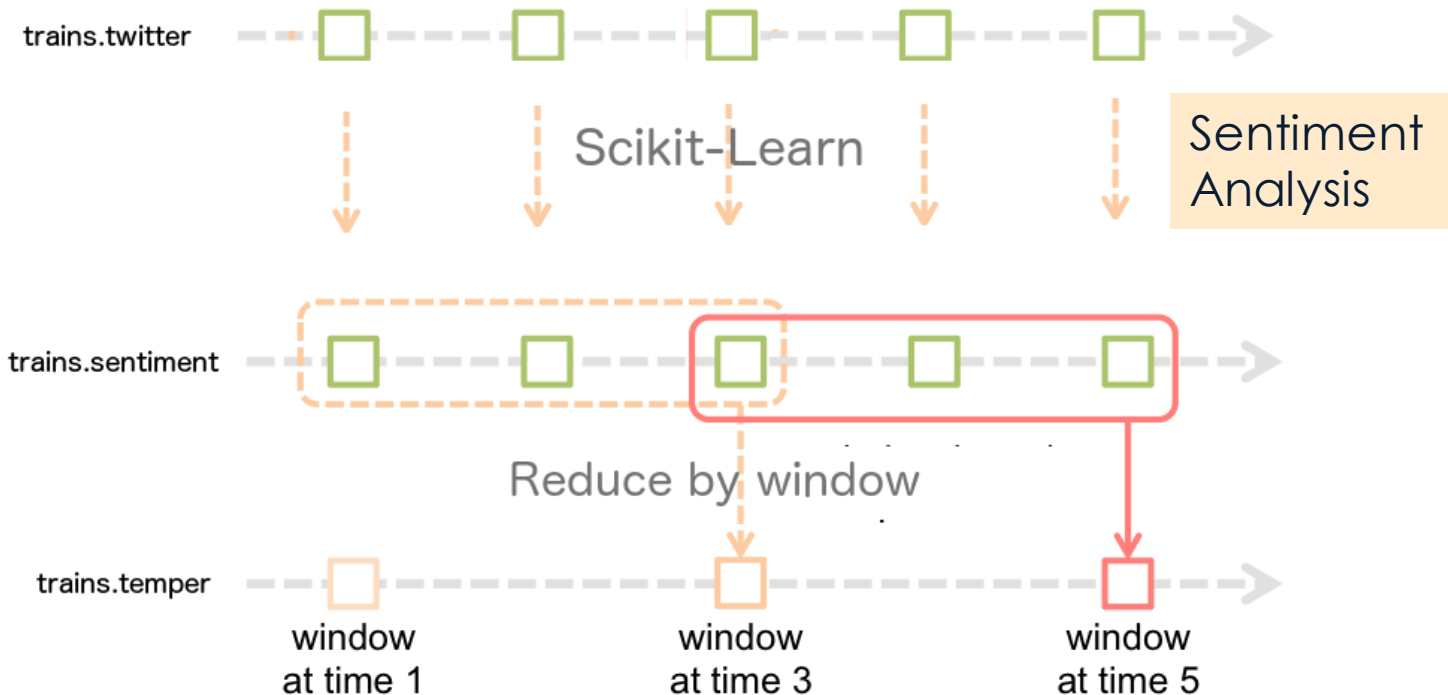 trains.twitter
Scikit-Learn
Sentiment
Analysis
trains.sentiment
Reduce by window
trains.temper
window
at time 1
window
at time 3
window
at time 5